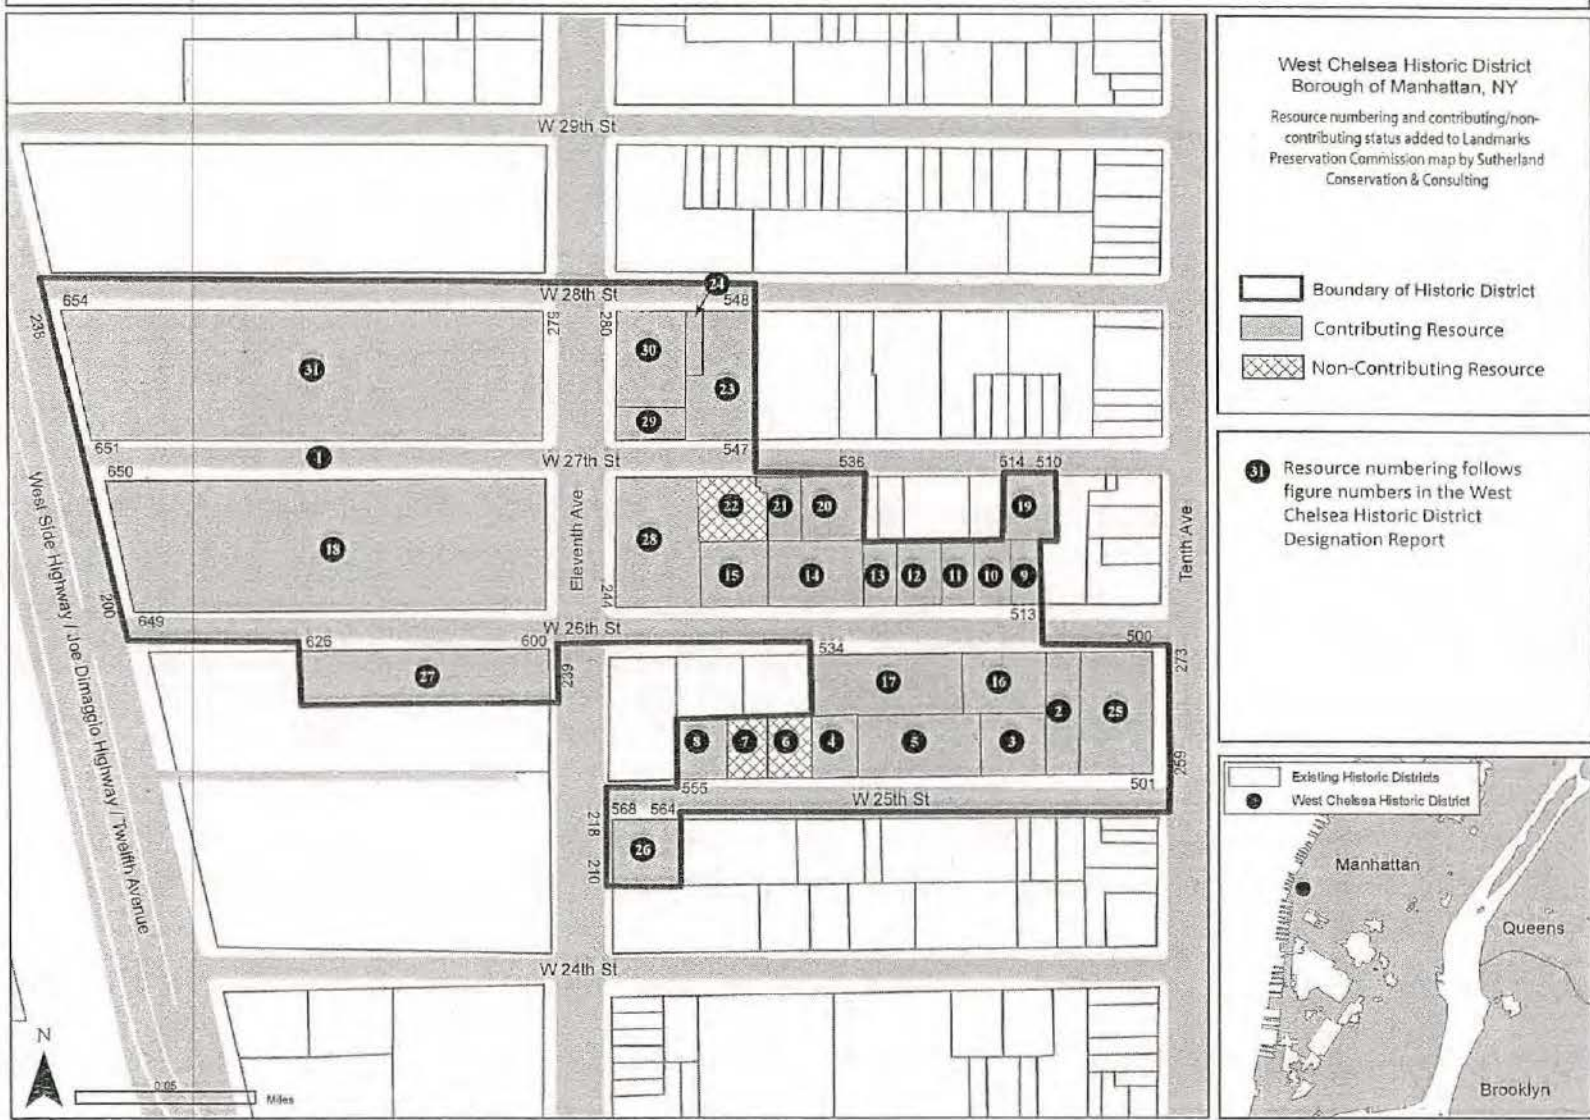 W 29th St
24
W 28th St
548
654
238
279
280
30
31
23
29
651
1
W 27th St
547
536
514
510
650
22
21
20
19
28
18
15
14
13
12
11
10
9
Eleventh Ave
Tenth Ave
244
200
649
W 26th St
513
626
600
534
500
273
239
27
17
16
2
25
8
7
6
4
5
3
259
555
501
W 25th St
568
564
218
26
210
West Side Highway / Joe Dimaggio Highway / Twelfth Avenue
W 24th St
N
0.05
Miles
West Chelsea Historic District
Borough of Manhattan, NY
Resource numbering and contributing/non-
contributing status added to Landmarks
Preservation Commission map by Sutherland
Conservation & Consulting
Boundary of Historic District
Contributing Resource
Non-Contributing Resource
31 Resource numbering follows
figure numbers in the West
Chelsea Historic District
Designation Report
Existing Historic Districts
West Chelsea Historic District
Manhattan
Queens
Brooklyn